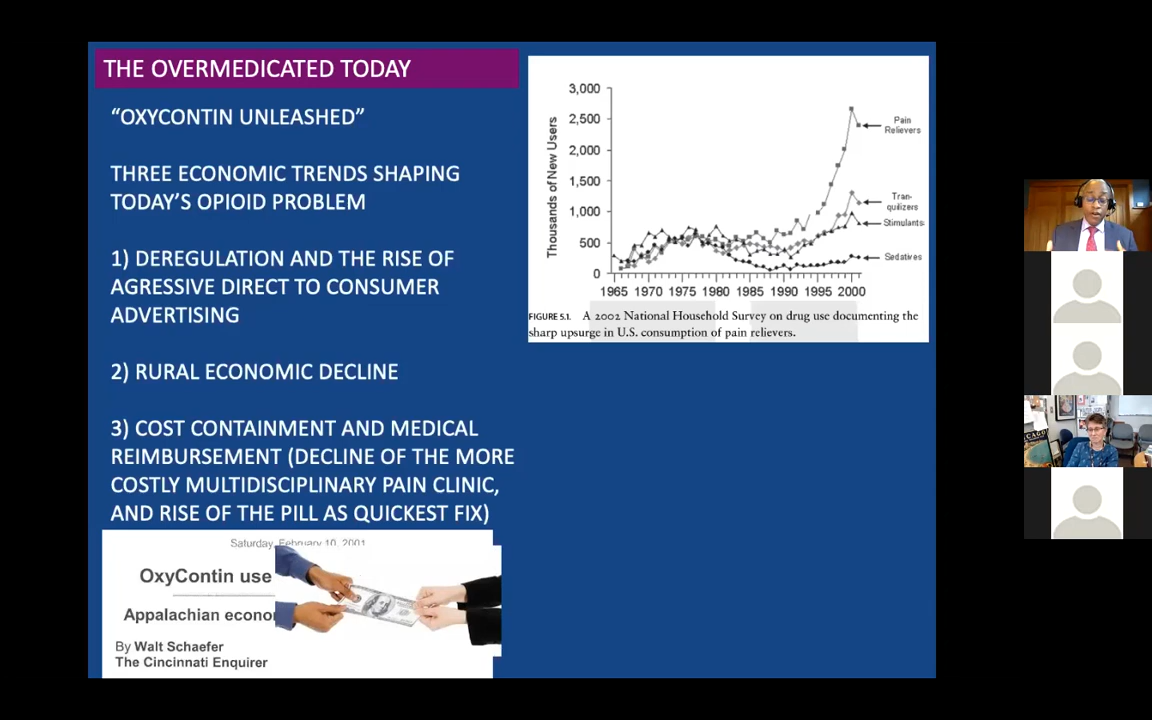 THE OVERMEDICATED TODAY
“OXYCONTIN UNLEASHED”
THREE ECONOMIC TRENDS SHAPING
TODAY’S OPIOID PROBLEM
1) DEREGULATION AND THE RISE OF
AGRESSIVE DIRECT TO CONSUMER
ADVERTISING
2) RURAL ECONOMIC DECLINE
3) COST CONTAINMENT AND MEDICAL
REIMBURSEMENT (DECLINE OF THE MORE
COSTLY MULTIDISCIPLINARY PAIN CLINIC,
AND RISE OF THE PILL AS QUICKEST FIX)
Saturday, February 10, 2001
OxyContin use
Appalachian econo
By Walt Schaefer
The Cincinnati Enquirer
Thousands of New Users
3,000
2,500
2,000
1,500
1,000
500
0
1965 1970 1975 1980 1985 1990 1995 2000
Pain
Relievers
Tran-
quilizers
Stimulants
Sedatives
FIGURE 5.1. A 2002 National Household Survey on drug use documenting the
sharp upsurge in U.S. consumption of pain relievers.